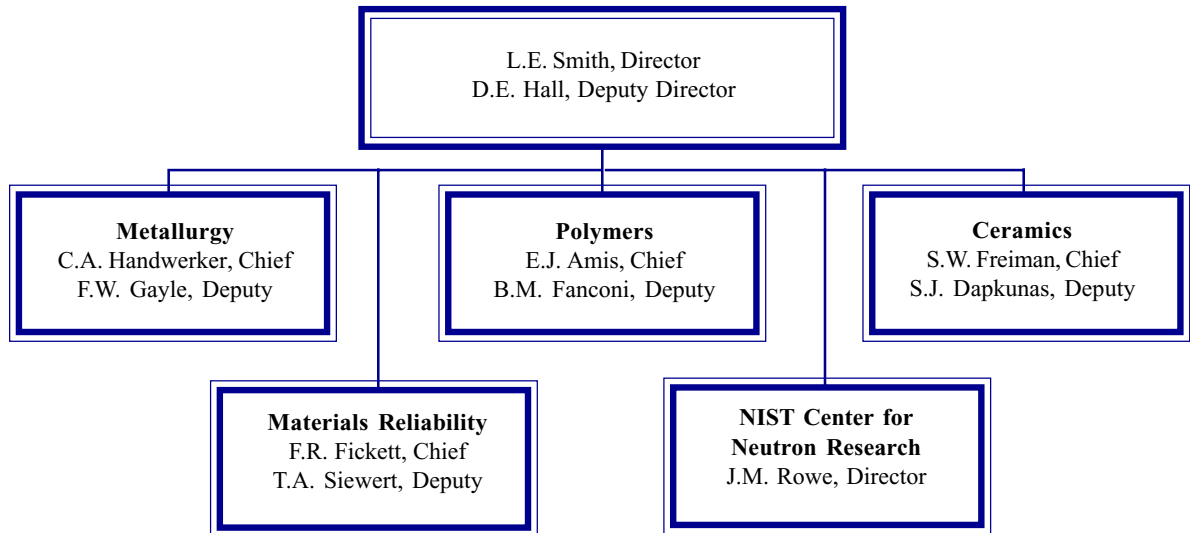 L.E. Smith, Director
D.E. Hall, Deputy Director
Metallurgy
C.A. Handwerker, Chief
F.W. Gayle, Deputy
Polymers
E.J. Amis, Chief
B.M. Fanconi, Deputy
Ceramics
S.W. Freiman, Chief
S.J. Dapkunas, Deputy
Materials Reliability
F.R. Fickett, Chief
T.A. Siewert, Deputy
NIST Center for
Neutron Research
J.M. Rowe, Director